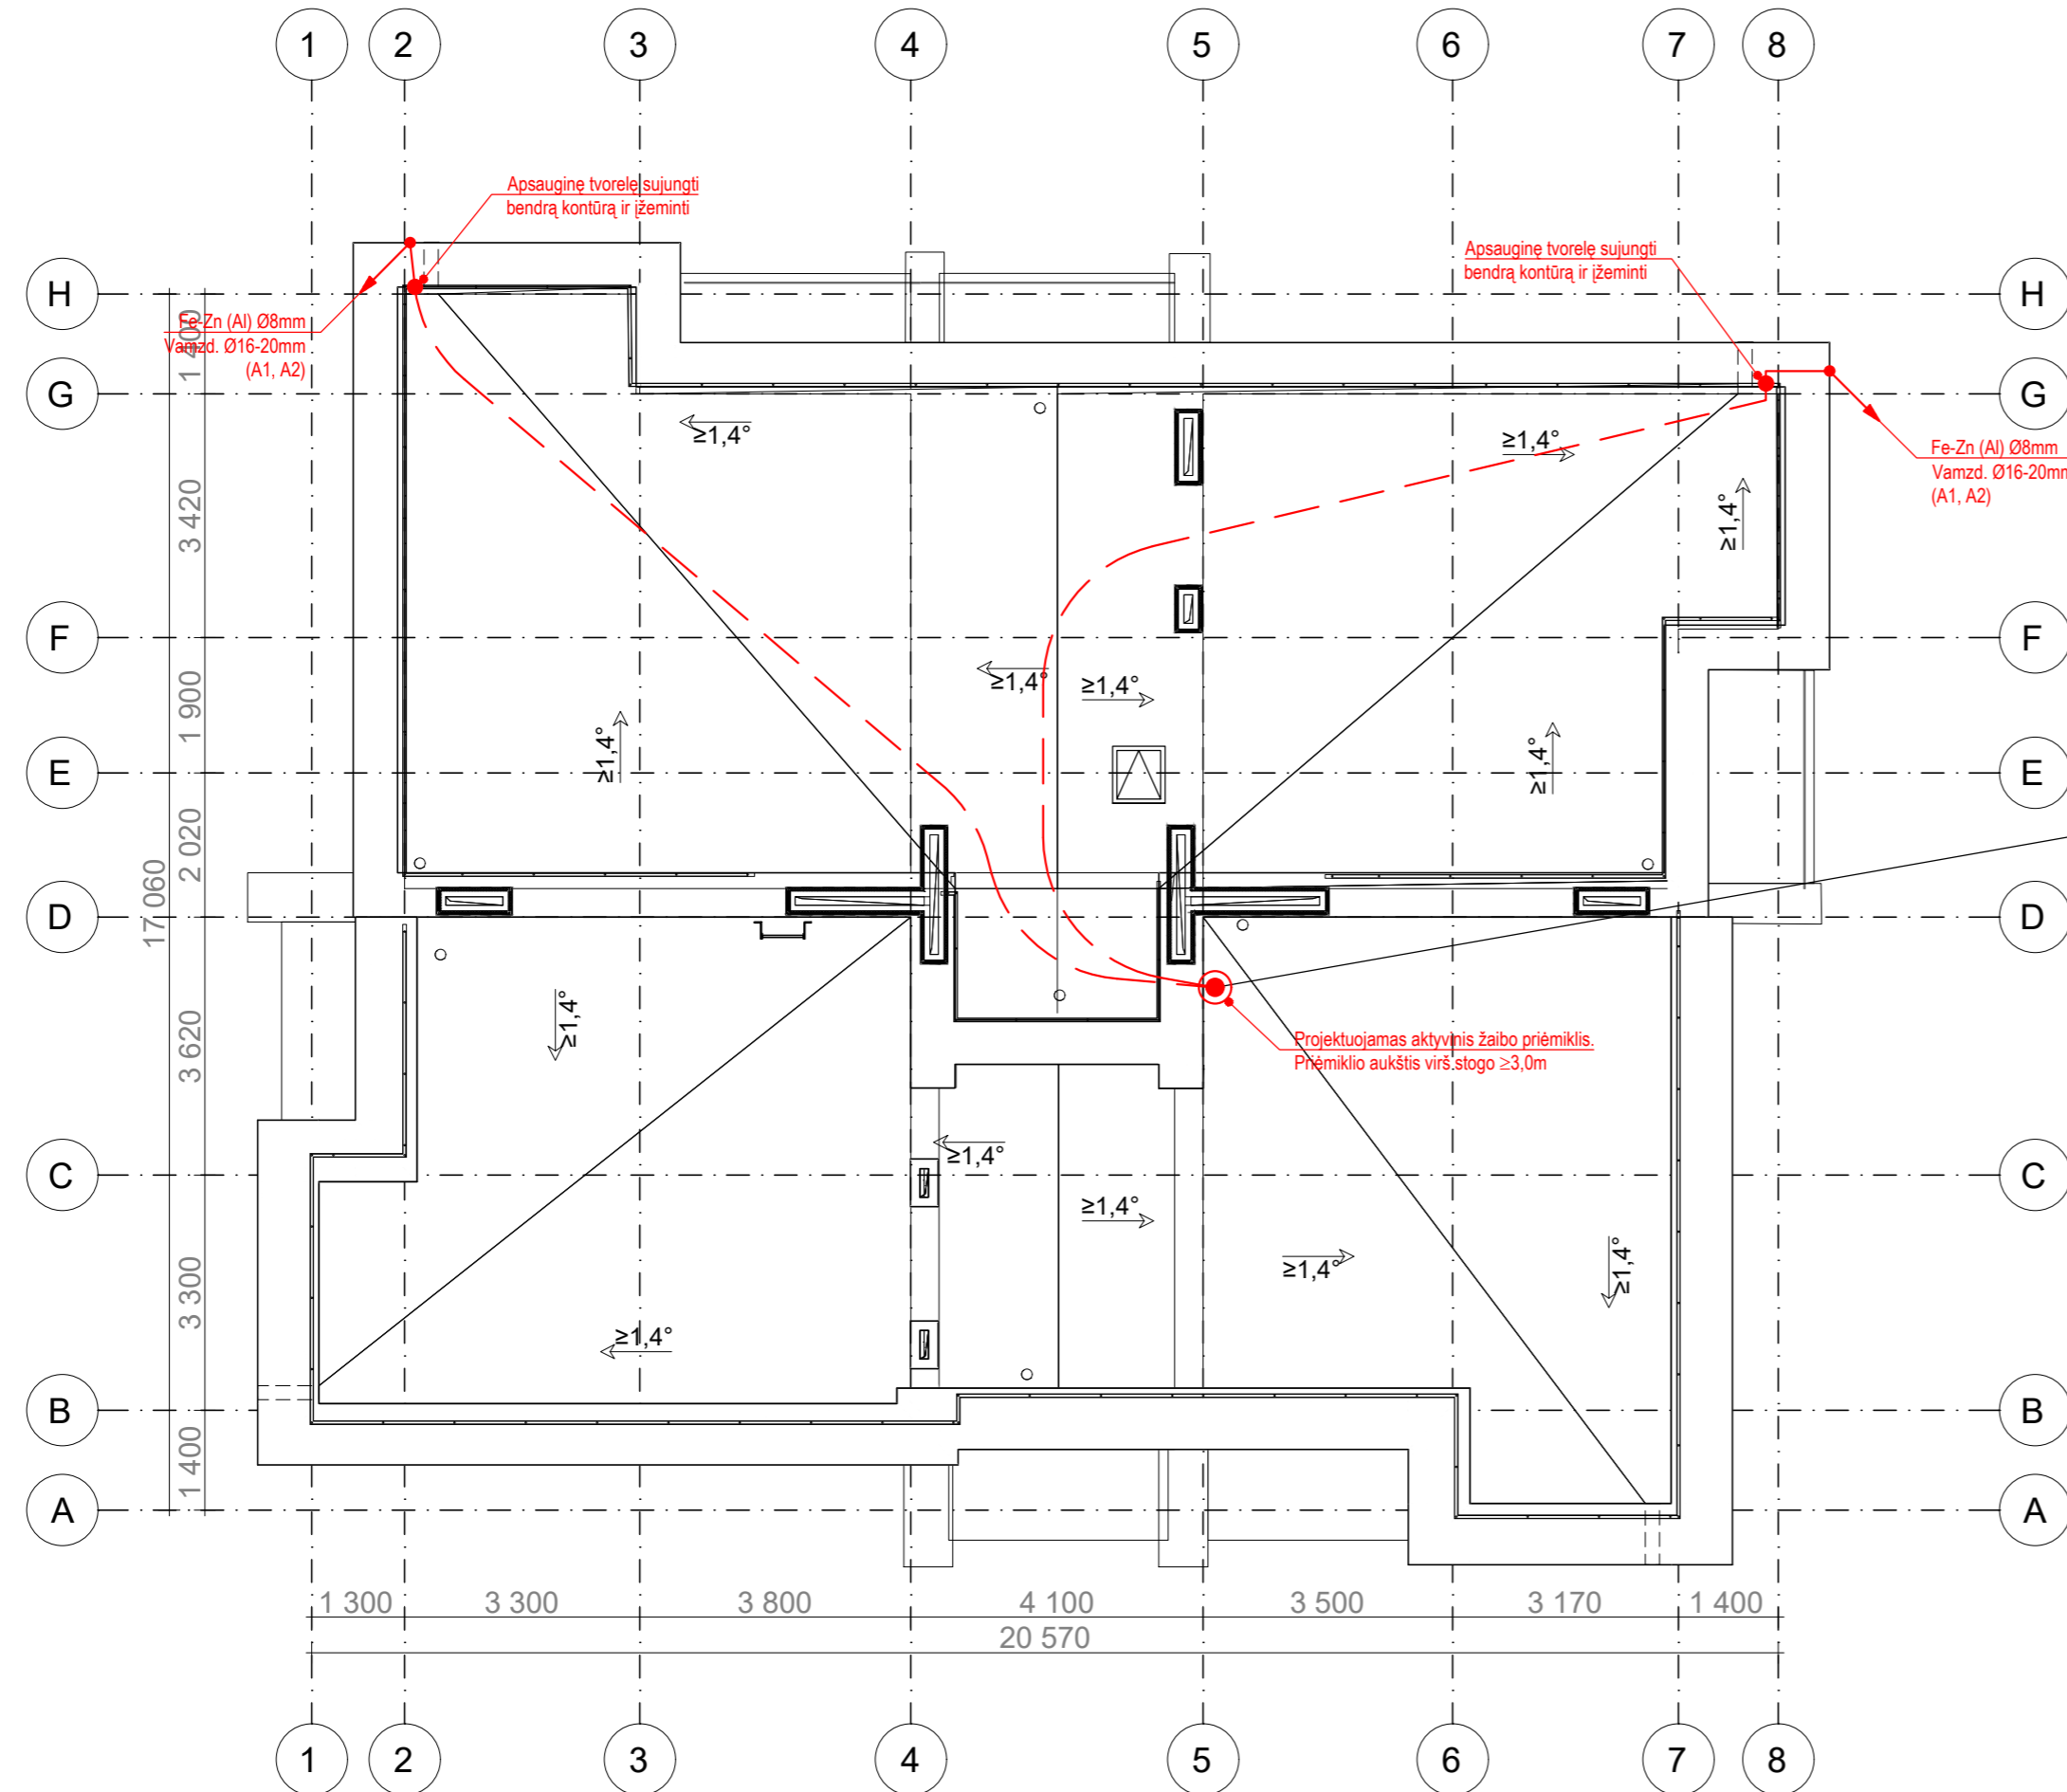 1 2 3 4 5 6 7 8
Apsauginę tvorelę sujungti
bendrą kontūrą ir įžeminti
Apsauginę tvorelę sujungti
bendrą kontūrą ir įžeminti
H H
Fe-Zn (Al) Ø8mm
Vamzd. Ø16-20mm
(A1, A2)
1 400
G G
≥1,4°
≥1,4°
Fe-Zn (Al) Ø8mm
Vamzd. Ø16-20mm
(A1, A2)
3 420
≥1,4°
F F
≥1,4°
≥1,4°
1 900
≥1,4°
≥1,4°
E E
2 020
17 060
D D
≥1,4°
3 620
Projektuojamas aktyvinis žaibo priėmiklis.
Priėmiklio aukštis virš stogo ≥3,0m
≥1,4°
C C
≥1,4°
≥1,4°
≥1,4°
3 300
≥1,4°
B B
1 400
A A
1 300 3 300 3 800 4 100 3 500 3 170 1 400
20 570
1 2 3 4 5 6 7 8